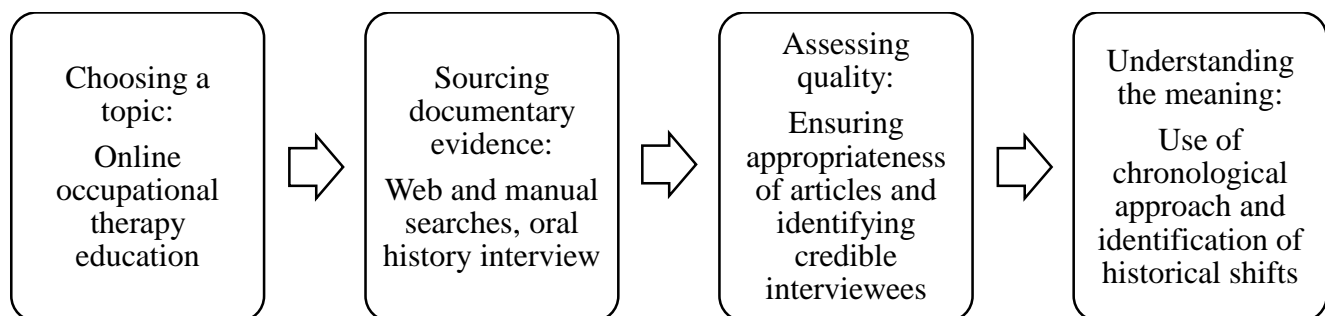 Choosing a
topic:
Online
occupational
therapy
education
Sourcing
documentary
evidence:
Web and manual
searches, oral
history interview
Assessing
quality:
Ensuring
appropriateness
of articles and
identifying
credible
interviewees
Understanding
the meaning:
Use of
chronological
approach and
identification of
historical shifts